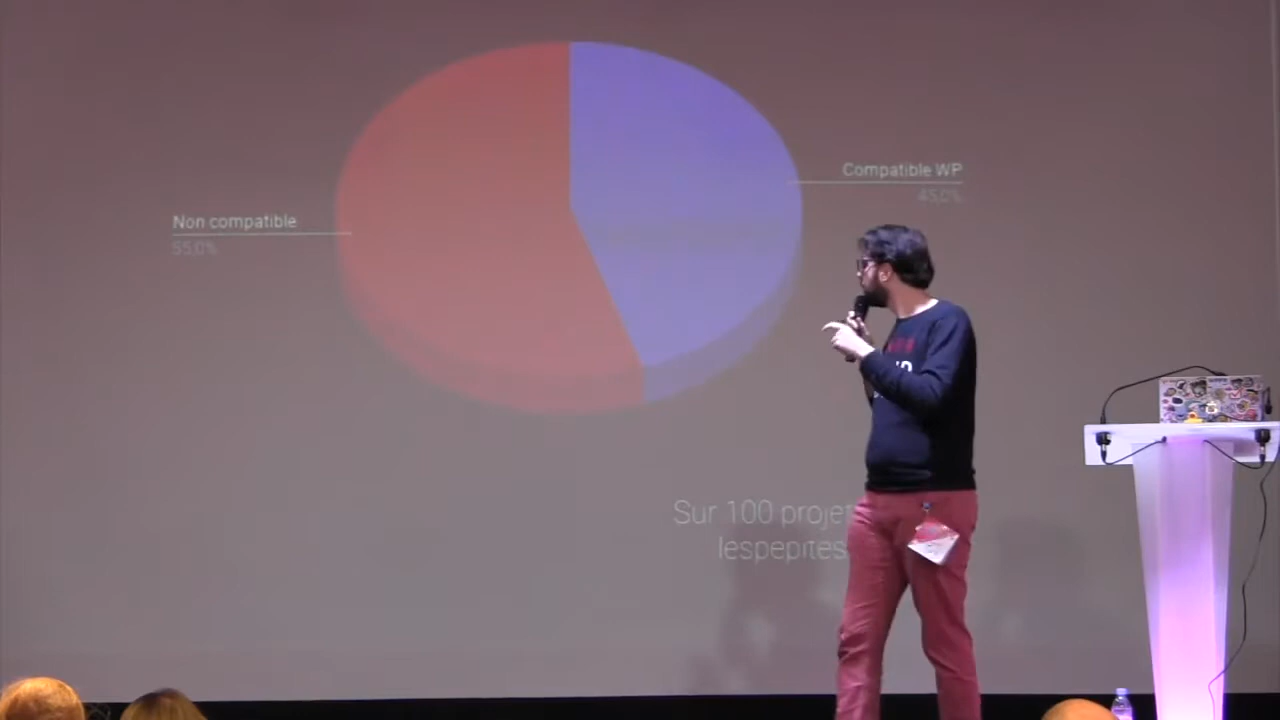 Compatible WP
45,0%
Non compatible
55,0%
Sur 100 projet
lespepites